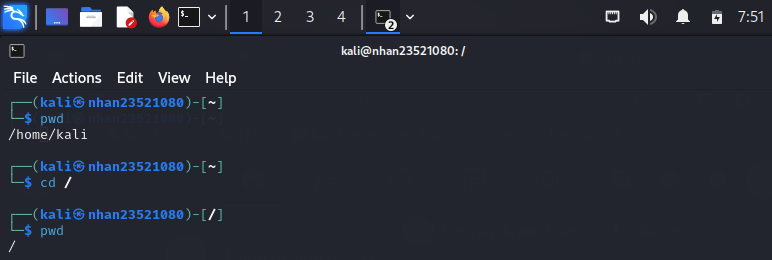 1 2 3 4 2 7:51
kali@nhan23521080: /
File Actions Edit View Help
┌──(kali㉿nhan23521080)-[~]
└─$ pwd
/home/kali
┌──(kali㉿nhan23521080)-[~]
└─$ cd /
┌──(kali㉿nhan23521080)-[/]
└─$ pwd
/